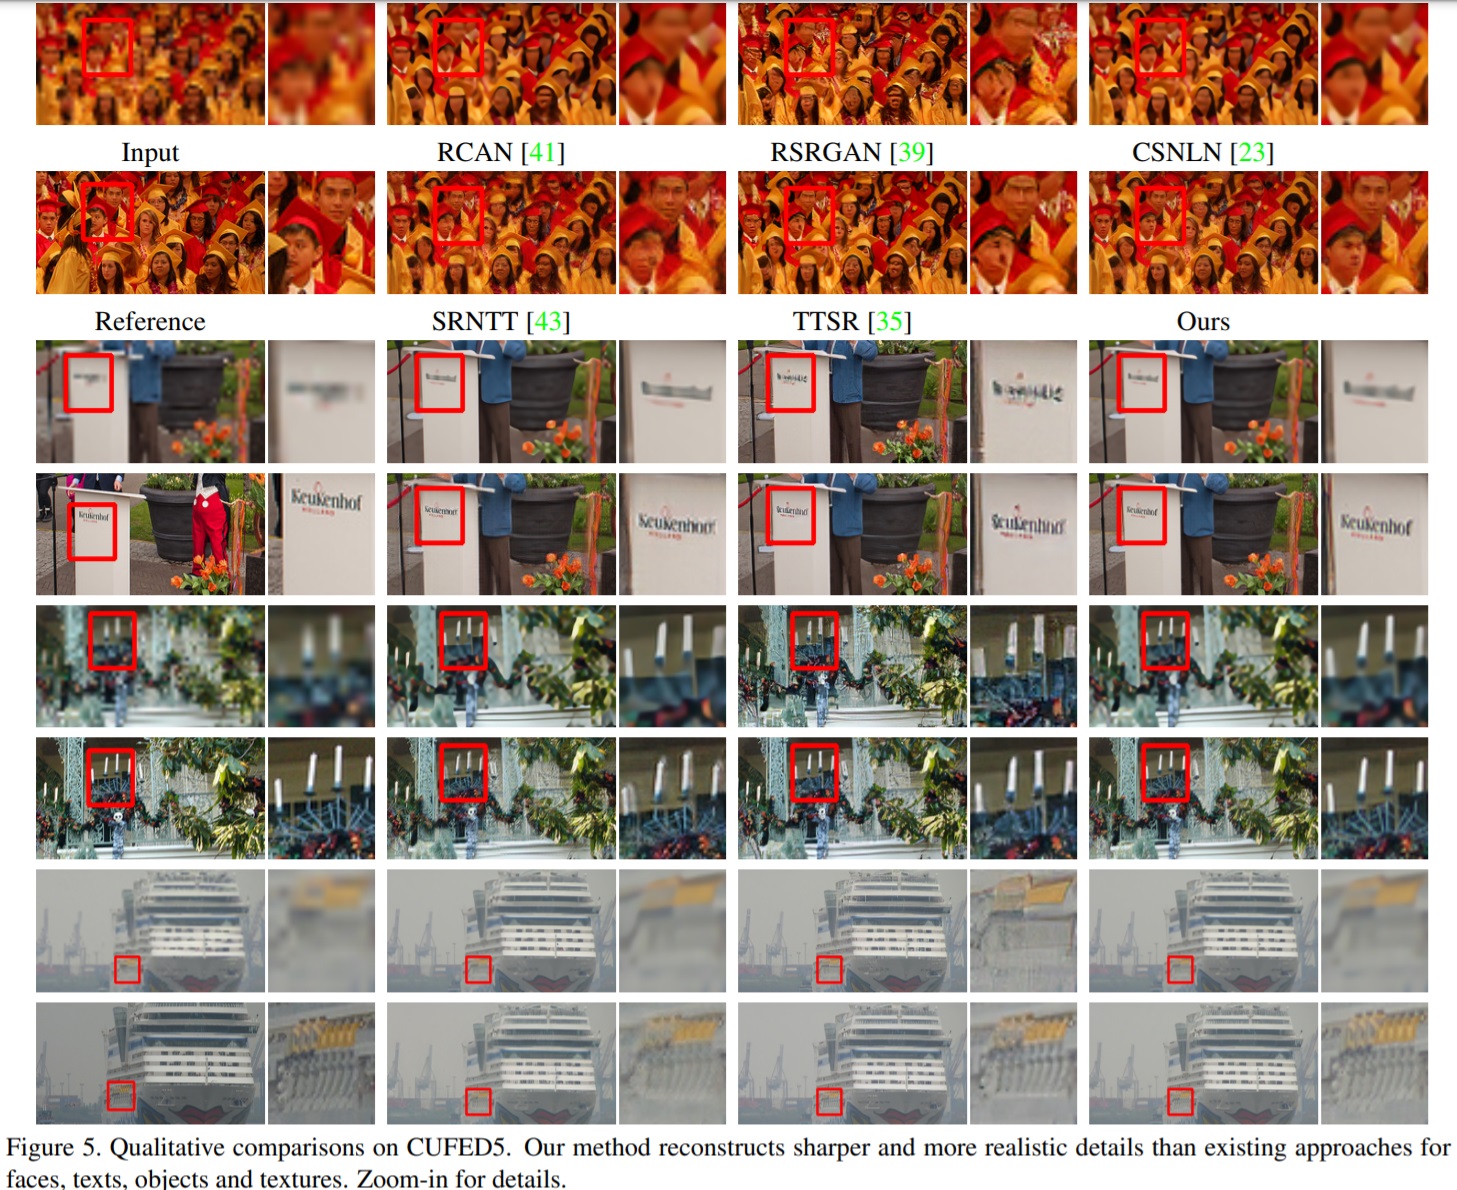 Input RCAN [41] RSRGAN [39] CSNLN [23]
Reference SRNTT [43] TTSR [35] Ours
Keukenhof
HOLLAND
Keukenhof
Keukenhof
Figure 5. Qualitative comparisons on CUFED5. Our method reconstructs sharper and more realistic details than existing approaches for
faces, texts, objects and textures. Zoom-in for details.